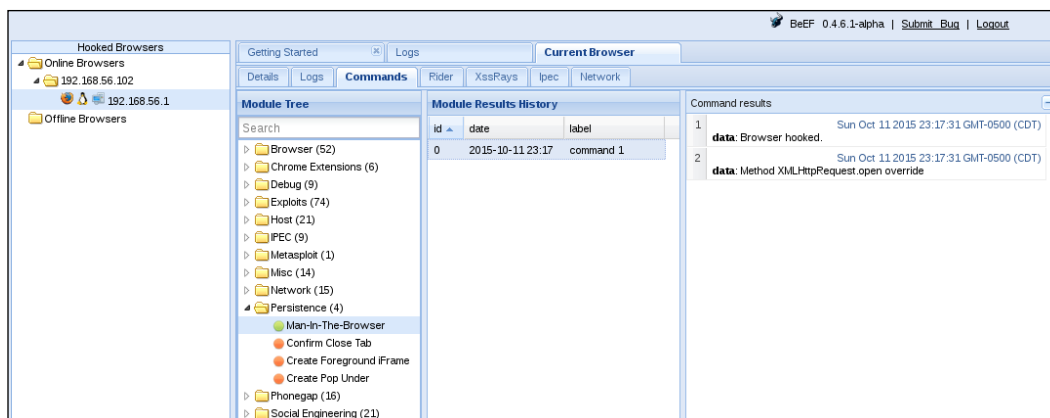 BeEF 0.4.6.1-alpha | Submit Bug | Logout
Hooked Browsers
Online Browsers
192.168.56.102
192.168.56.1
Offline Browsers
Getting Started
Logs
Current Browser
Details
Logs
Commands
Rider
XssRays
Ipec
Network
Module Tree
Search
Browser (52)
Chrome Extensions (6)
Debug (9)
Exploits (74)
Host (21)
IPEC (9)
Metasploit (1)
Misc (14)
Network (15)
Persistence (4)
Man-In-The-Browser
Confirm Close Tab
Create Foreground iFrame
Create Pop Under
Phonegap (16)
Social Engineering (21)
Module Results History
id date label
0 2015-10-11 23:17 command 1
Command results
1 Sun Oct 11 2015 23:17:31 GMT-0500 (CDT)
data: Browser hooked.
2 Sun Oct 11 2015 23:17:31 GMT-0500 (CDT)
data: Method XMLHttpRequest.open override